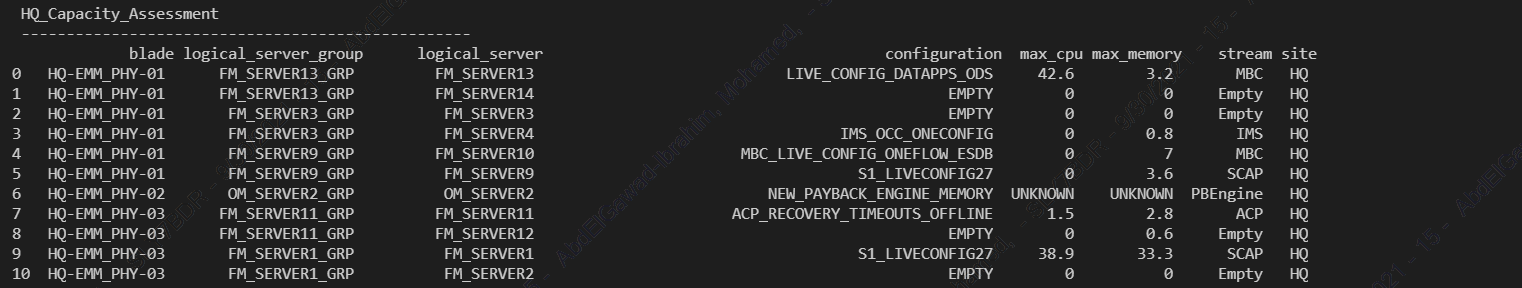 HQ_Capacity_Assessment
--------------------------------------------------
blade logical_server_group logical_server configuration max_cpu max_memory stream site
0 HQ-EMM_PHY-01 FM_SERVER13_GRP FM_SERVER13 LIVE_CONFIG_DATAPPS_ODS 42.6 3.2 MBC HQ
1 HQ-EMM_PHY-01 FM_SERVER13_GRP FM_SERVER14 EMPTY 0 0 Empty HQ
2 HQ-EMM_PHY-01 FM_SERVER3_GRP FM_SERVER3 EMPTY 0 0 Empty HQ
3 HQ-EMM_PHY-01 FM_SERVER3_GRP FM_SERVER4 IMS_OCC_ONECONFIG 0 0.8 IMS HQ
4 HQ-EMM_PHY-01 FM_SERVER9_GRP FM_SERVER10 MBC_LIVE_CONFIG_ONEFLOW_ESDB 0 7 MBC HQ
5 HQ-EMM_PHY-01 FM_SERVER9_GRP FM_SERVER9 S1_LIVECONFIG27 0 3.6 SCAP HQ
6 HQ-EMM_PHY-02 OM_SERVER2_GRP OM_SERVER2 NEW_PAYBACK_ENGINE_MEMORY UNKNOWN UNKNOWN PBEngine HQ
7 HQ-EMM_PHY-03 FM_SERVER11_GRP FM_SERVER11 ACP_RECOVERY_TIMEOUTS_OFFLINE 1.5 2.8 ACP HQ
8 HQ-EMM_PHY-03 FM_SERVER11_GRP FM_SERVER12 EMPTY 0 0.6 Empty HQ
9 HQ-EMM_PHY-03 FM_SERVER1_GRP FM_SERVER1 S1_LIVECONFIG27 38.9 33.3 SCAP HQ
10 HQ-EMM_PHY-03 FM_SERVER1_GRP FM_SERVER2 EMPTY 0 0 Empty HQ